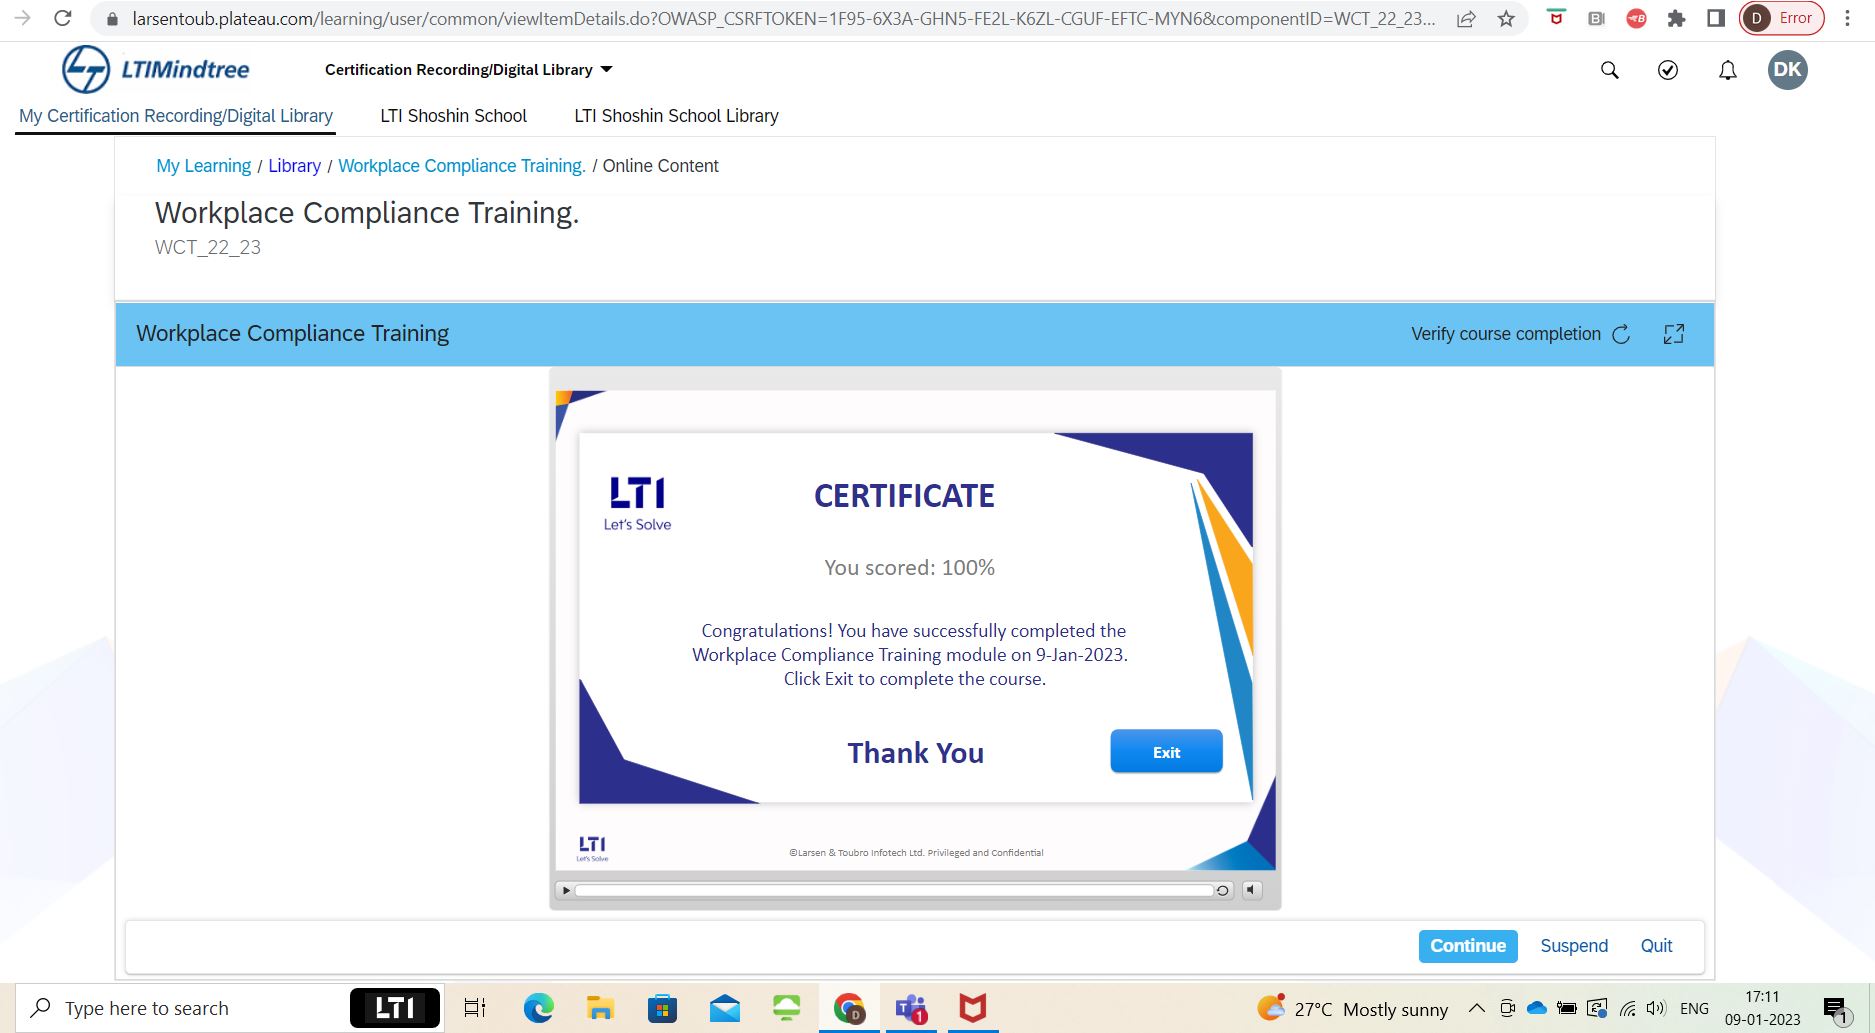 larsentoub.plateau.com/learning/user/common/viewItemDetails.do?OWASP_CSRFTOKEN=1F95-6X3A-GHN5-FE2L-K6ZL-CGUF-EFTC-MYN6&componentID=WCT_22_23...
D Error
LTIMindtree
Certification Recording/Digital Library
DK
My Certification Recording/Digital Library
LTI Shoshin School
LTI Shoshin School Library
My Learning / Library / Workplace Compliance Training. / Online Content
Workplace Compliance Training.
WCT_22_23
Workplace Compliance Training
Verify course completion
LTI
Let's Solve
CERTIFICATE
You scored: 100%
Congratulations! You have successfully completed the
Workplace Compliance Training module on 9-Jan-2023.
Click Exit to complete the course.
Thank You
Exit
LTI
Let's Solve
©Larsen & Toubro Infotech Ltd. Privileged and Confidential
Continue
Suspend
Quit
Type here to search
LTI
D
1
27°C Mostly sunny
ENG
17:11
09-01-2023
1